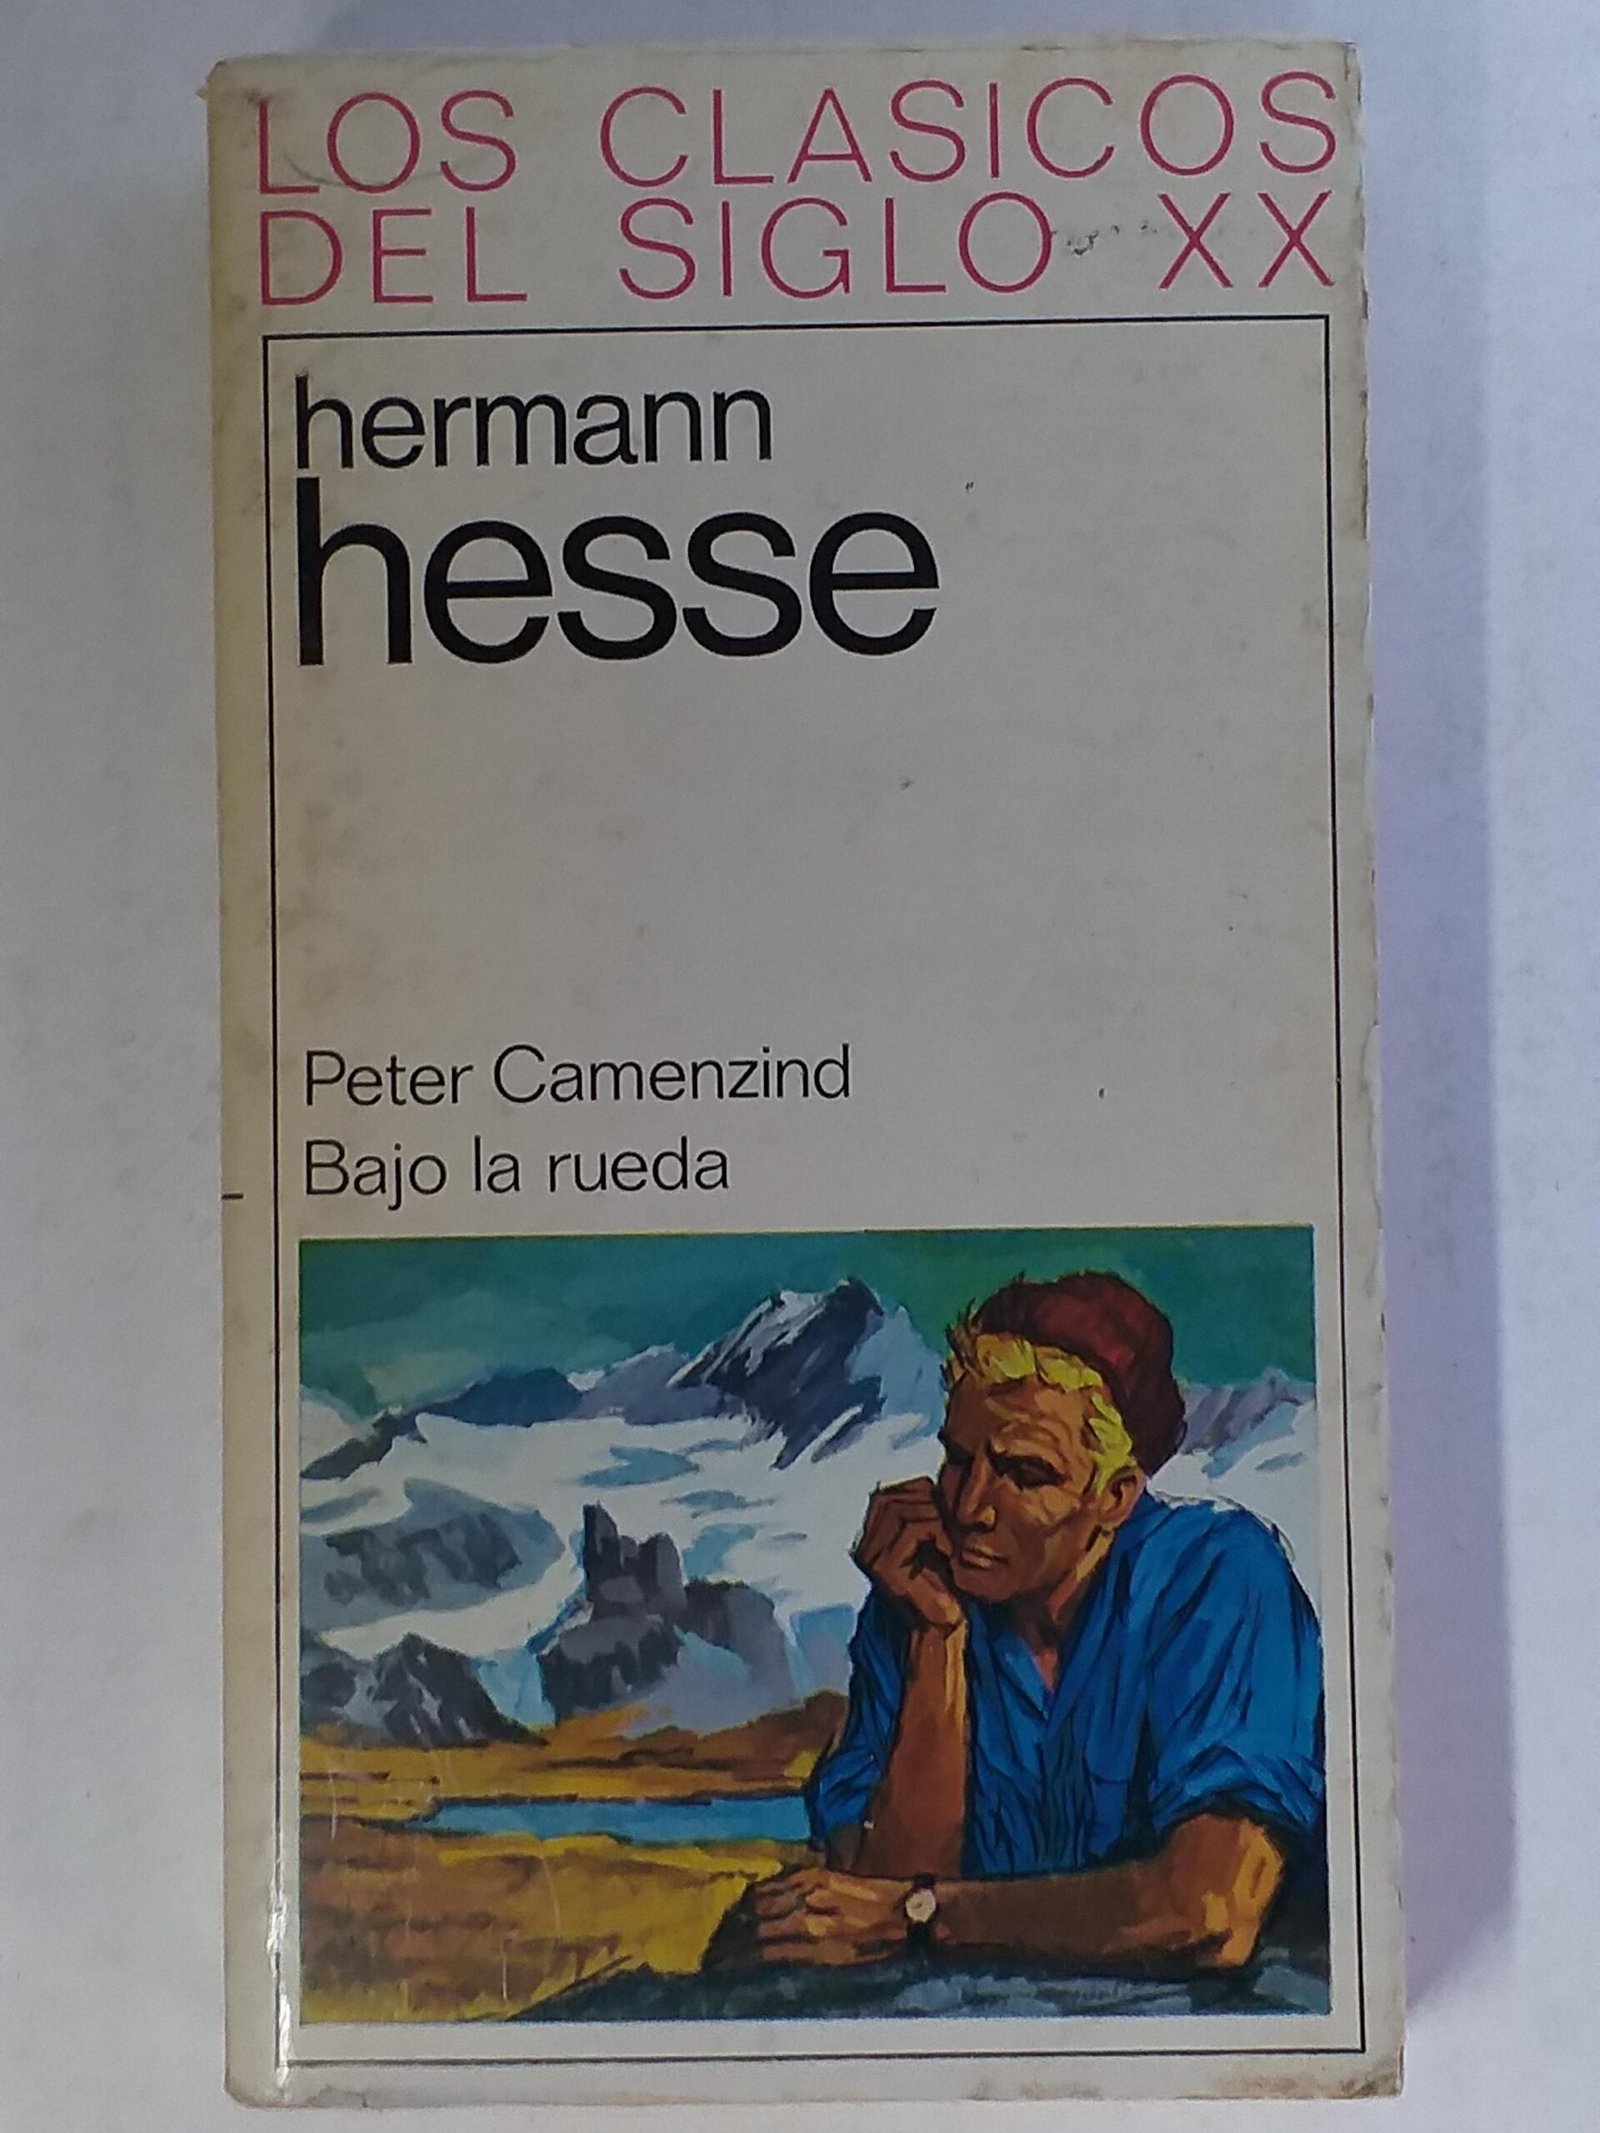 LOS CLASICOS
DEL SIGLO XX
hermann
hesse
Peter Camenzind
Bajo la rueda